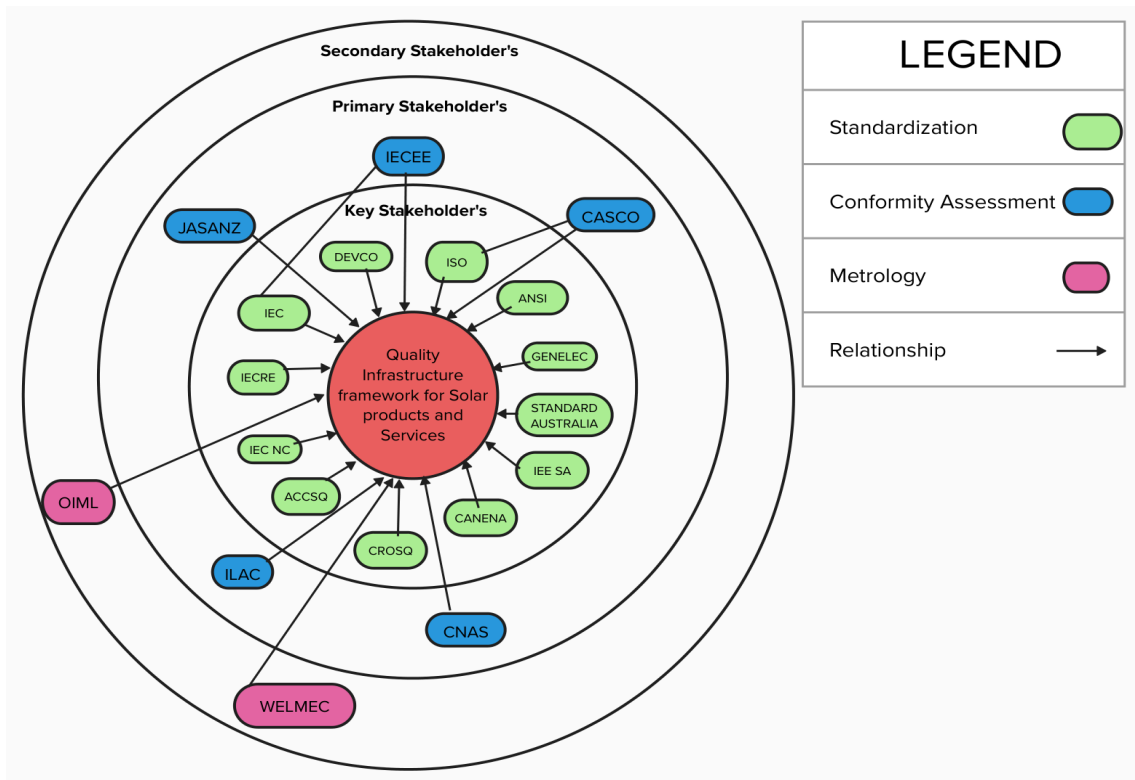 Secondary Stakeholder's
Primary Stakeholder's
IECEE
JASANZ
CASCO
Key Stakeholder's
DEVCO
ISO
ANSI
IEC
GENELEC
IECRE
STANDARD
AUSTRALIA
IEC NC
IEE SA
ACCSQ
CANENA
CROSQ
OIML
ILAC
CNAS
WELMEC
Quality
Infrastructure
framework for Solar
products and
Services
LEGEND
Standardization
Conformity Assessment
Metrology
Relationship